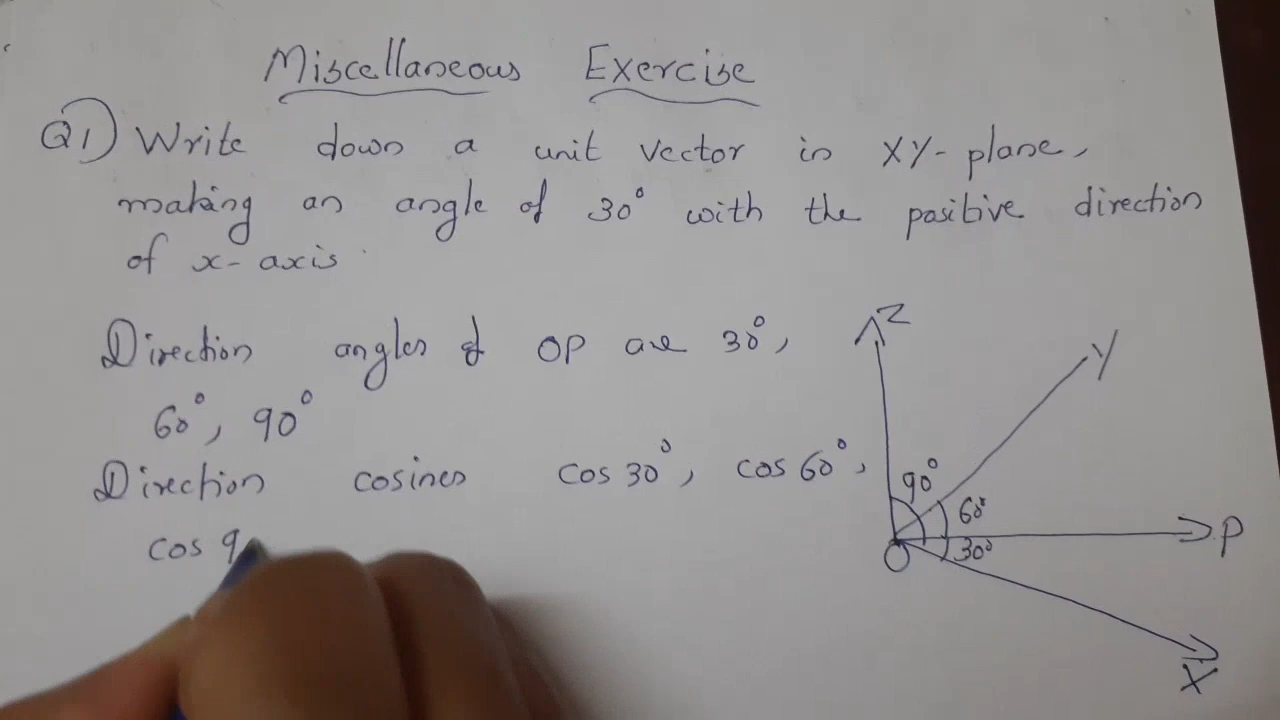 Miscellaneous Exercise
Q1) Write down a unit vector in XY-plane,
making an angle of 30° with the positive direction
of x-axis.
Direction angles of OP are 30°,
60°, 90°
Direction cosines cos 30°, cos 60°,
cos 9
Z
Y
90°
60°
P
30°
O
X